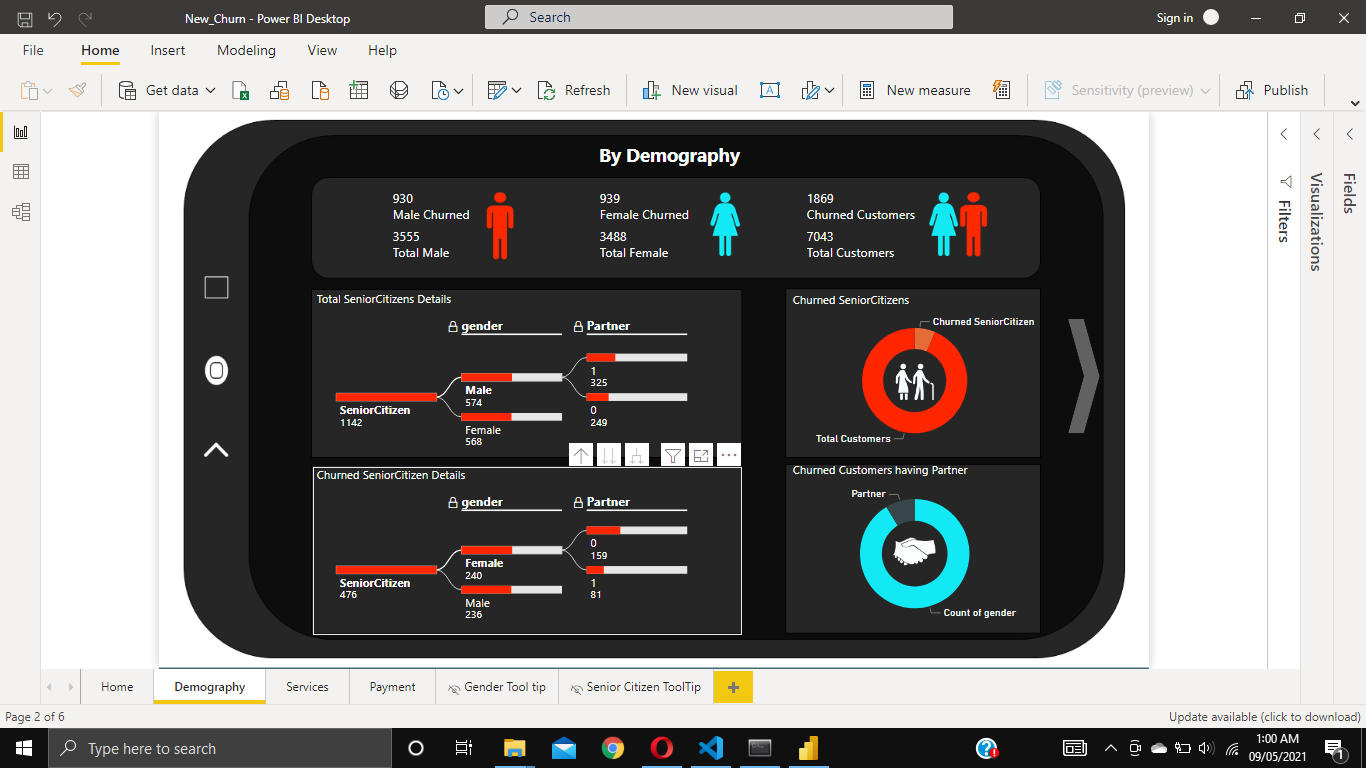 New_Churn - Power BI Desktop
Search
Sign in
File
Home
Insert
Modeling
View
Help
Get data
Refresh
New visual
New measure
Sensitivity (preview)
Publish
By Demography
930
Male Churned
3555
Total Male
939
Female Churned
3488
Total Female
1869
Churned Customers
7043
Total Customers
Total SeniorCitizens Details
gender
Partner
SeniorCitizen
1142
Male
574
Female
568
1
325
0
249
Churned SeniorCitizens
Churned SeniorCitizen
Total Customers
Churned SeniorCitizen Details
gender
Partner
SeniorCitizen
476
Female
240
Male
236
0
159
1
81
Churned Customers having Partner
Partner
Count of gender
Filters
Visualizations
Fields
Home
Demography
Services
Payment
Gender Tool tip
Senior Citizen ToolTip
Page 2 of 6
Update available (click to download)
Type here to search
1:00 AM
09/05/2021
1